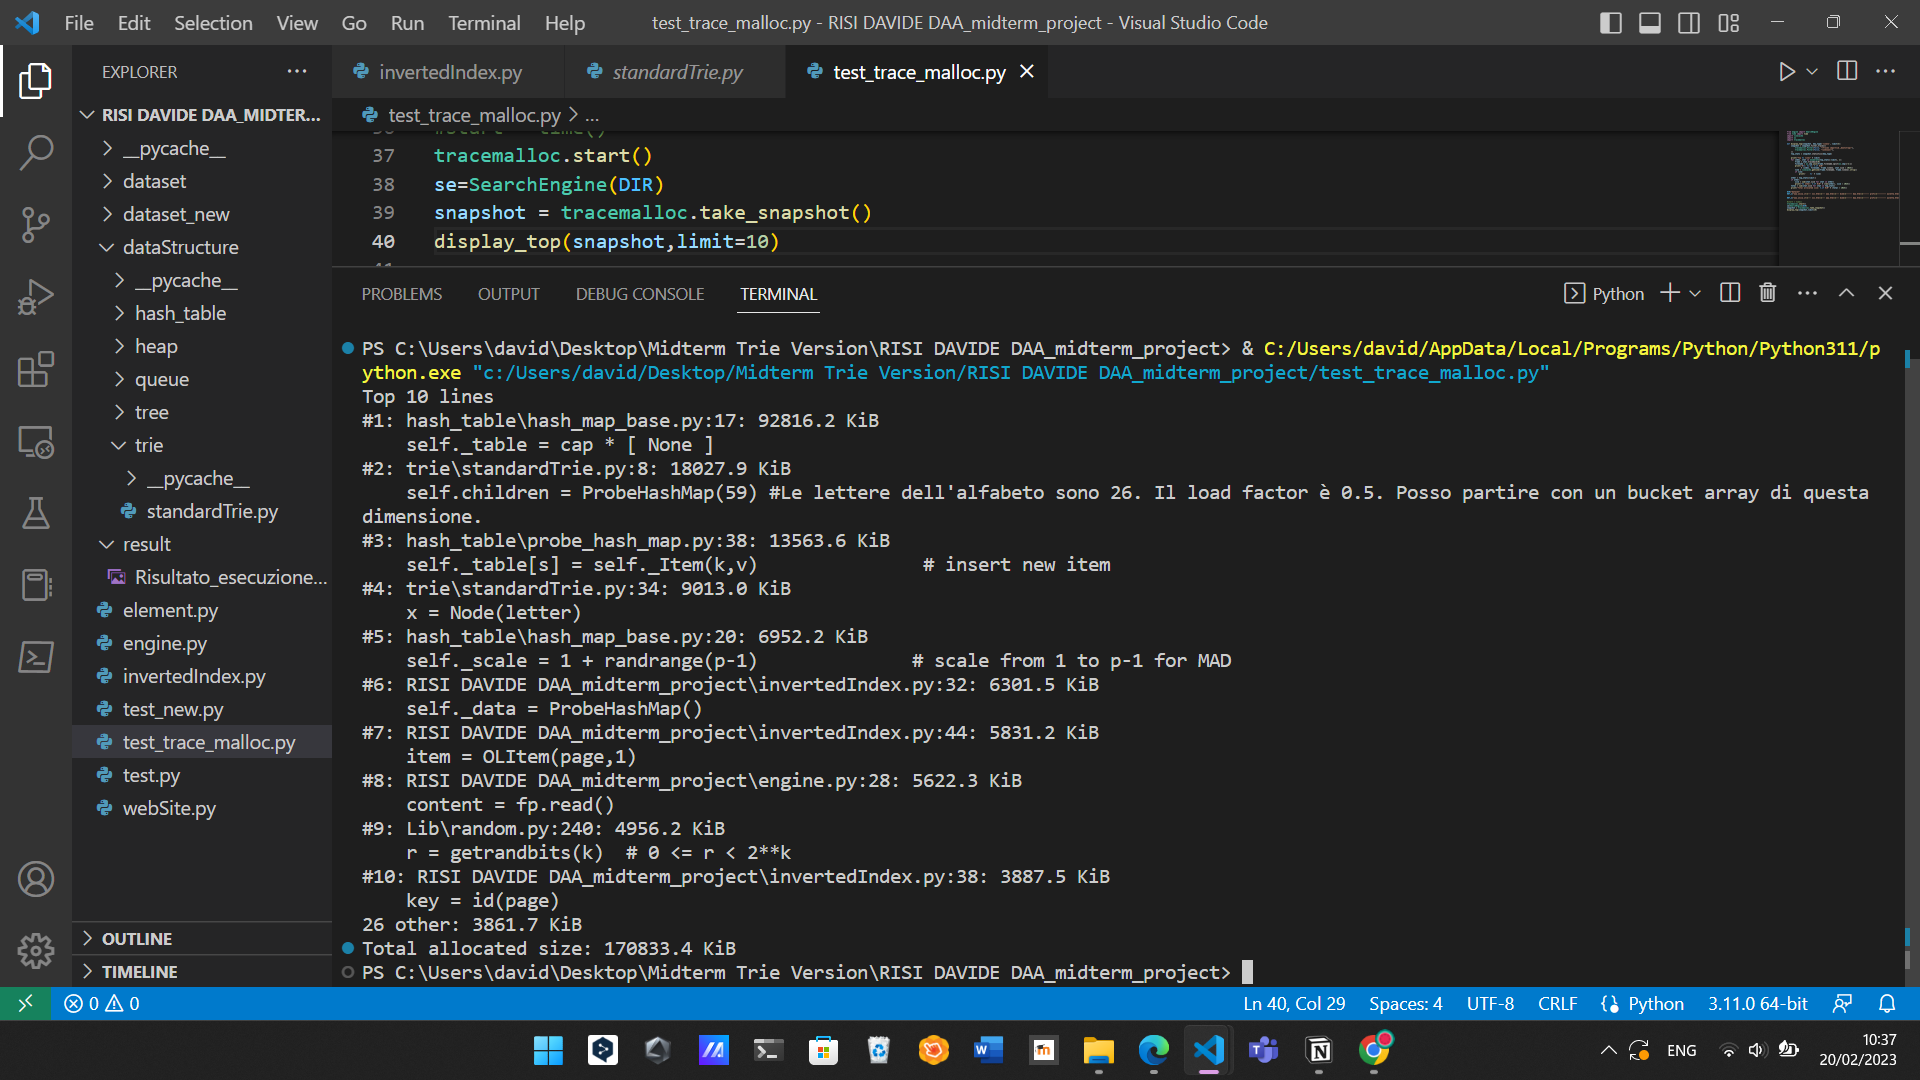 File Edit Selection View Go Run Terminal Help
test_trace_malloc.py - RISI DAVIDE DAA_midterm_project - Visual Studio Code
EXPLORER
RISI DAVIDE DAA_MIDTER...
__pycache__
dataset
dataset_new
dataStructure
__pycache__
hash_table
heap
queue
tree
trie
__pycache__
standardTrie.py
result
Risultato_esecuzione...
element.py
engine.py
invertedIndex.py
test_new.py
test_trace_malloc.py
test.py
webSite.py
OUTLINE
TIMELINE
invertedIndex.py standardTrie.py test_trace_malloc.py
test_trace_malloc.py > ...
37 tracemalloc.start()
38 se=SearchEngine(DIR)
39 snapshot = tracemalloc.take_snapshot()
40 display_top(snapshot,limit=10)
PROBLEMS OUTPUT DEBUG CONSOLE TERMINAL
Python
PS C:\Users\david\Desktop\Midterm Trie Version\RISI DAVIDE DAA_midterm_project> & C:/Users/david/AppData/Local/Programs/Python/Python311/p
ython.exe "c:/Users/david/Desktop/Midterm Trie Version/RISI DAVIDE DAA_midterm_project/test_trace_malloc.py"
Top 10 lines
#1: hash_table\hash_map_base.py:17: 92816.2 KiB
self._table = cap * [ None ]
#2: trie\standardTrie.py:8: 18027.9 KiB
self.children = ProbeHashMap(59) #Le lettere dell'alfabeto sono 26. Il load factor è 0.5. Posso partire con un bucket array di questa
dimensione.
#3: hash_table\probe_hash_map.py:38: 13563.6 KiB
self._table[s] = self._Item(k,v) # insert new item
#4: trie\standardTrie.py:34: 9013.0 KiB
x = Node(letter)
#5: hash_table\hash_map_base.py:20: 6952.2 KiB
self._scale = 1 + randrange(p-1) # scale from 1 to p-1 for MAD
#6: RISI DAVIDE DAA_midterm_project\invertedIndex.py:32: 6301.5 KiB
self._data = ProbeHashMap()
#7: RISI DAVIDE DAA_midterm_project\invertedIndex.py:44: 5831.2 KiB
item = OLItem(page,1)
#8: RISI DAVIDE DAA_midterm_project\engine.py:28: 5622.3 KiB
content = fp.read()
#9: Lib\random.py:240: 4956.2 KiB
r = getrandbits(k) # 0 <= r < 2**k
#10: RISI DAVIDE DAA_midterm_project\invertedIndex.py:38: 3887.5 KiB
key = id(page)
26 other: 3861.7 KiB
Total allocated size: 170833.4 KiB
PS C:\Users\david\Desktop\Midterm Trie Version\RISI DAVIDE DAA_midterm_project>
0 0
Ln 40, Col 29 Spaces: 4 UTF-8 CRLF Python 3.11.0 64-bit
ENG
10:37
20/02/2023